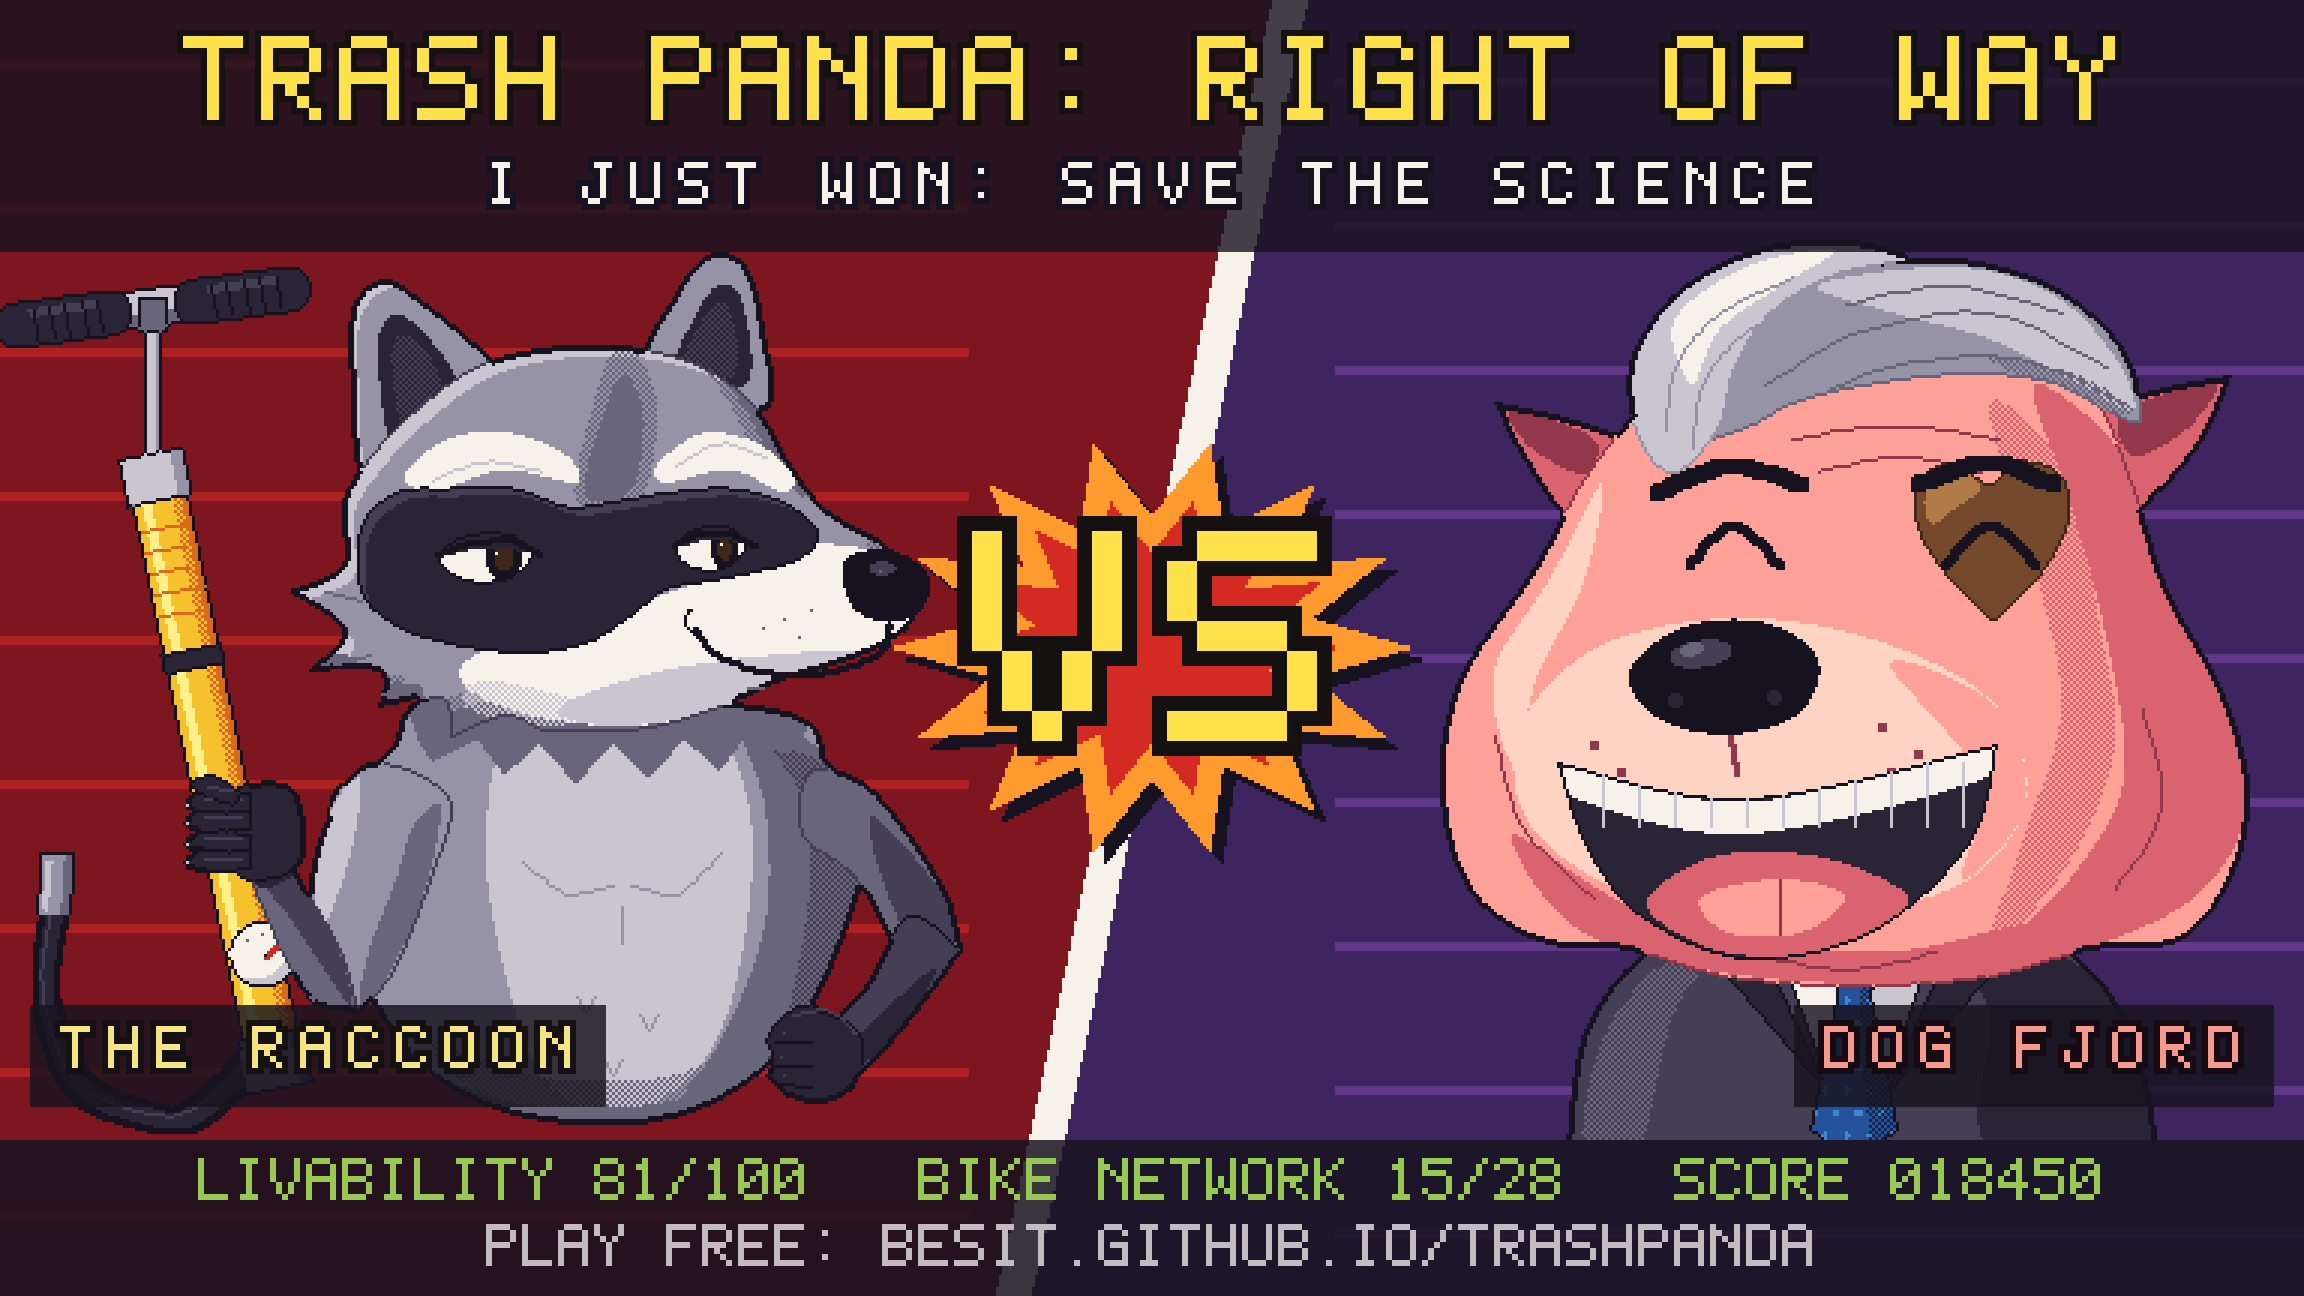 TRASH PANDA: RIGHT OF WAY
I JUST WON: SAVE THE SCIENCE
VS
THE RACCOON
DOG FJORD
LIVABILITY 81/100 BIKE NETWORK 15/28 SCORE 018450
PLAY FREE: BESIT.GITHUB.IO/TRASHPANDA